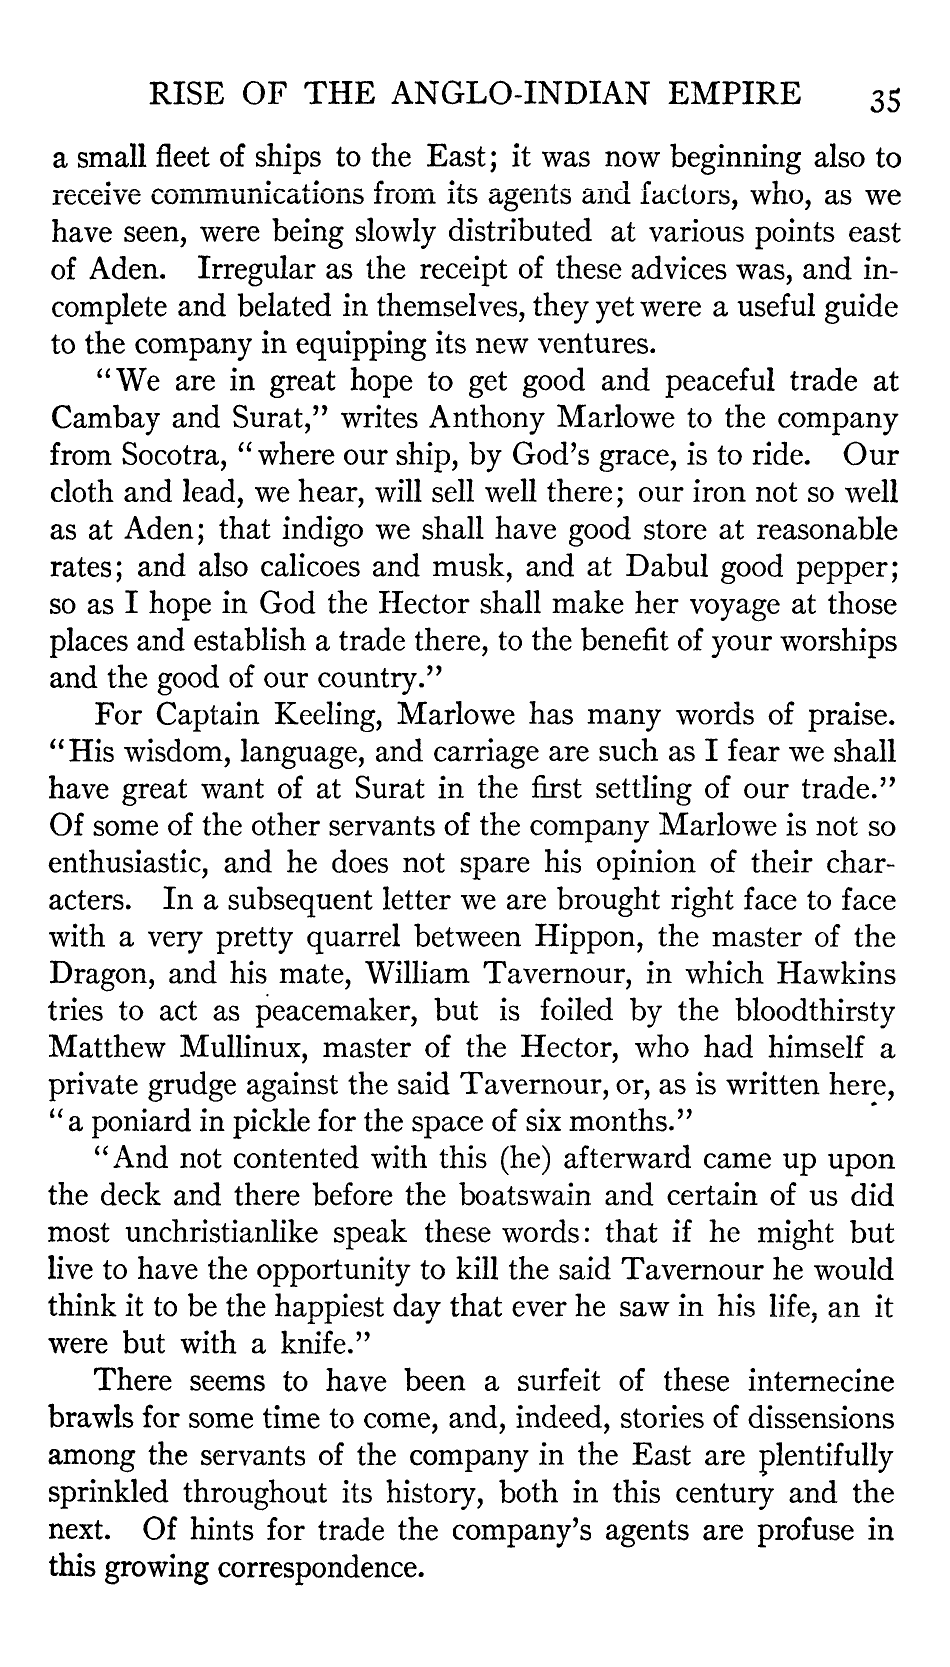 RISE OF THE ANGLO-INDIAN EMPIRE 35
a small fleet of ships to the East; it was now beginning also to
receive communications from its agents and factors, who, as we
have seen, were being slowly distributed at various points east
of Aden. Irregular as the receipt of these advices was, and in-
complete and belated in themselves, they yet were a useful guide
to the company in equipping its new ventures.
"We are in great hope to get good and peaceful trade at
Cambay and Surat," writes Anthony Marlowe to the company
from Socotra, "where our ship, by God's grace, is to ride. Our
cloth and lead, we hear, will sell well there; our iron not so well
as at Aden; that indigo we shall have good store at reasonable
rates; and also calicoes and musk, and at Dabul good pepper;
so as I hope in God the Hector shall make her voyage at those
places and establish a trade there, to the benefit of your worships
and the good of our country."
For Captain Keeling, Marlowe has many words of praise.
"His wisdom, language, and carriage are such as I fear we shall
have great want of at Surat in the first settling of our trade."
Of some of the other servants of the company Marlowe is not so
enthusiastic, and he does not spare his opinion of their char-
acters. In a subsequent letter we are brought right face to face
with a very pretty quarrel between Hippon, the master of the
Dragon, and his mate, William Tavernour, in which Hawkins
tries to act as peacemaker, but is foiled by the bloodthirsty
Matthew Mullinux, master of the Hector, who had himself a
private grudge against the said Tavernour, or, as is written here,
"a poniard in pickle for the space of six months."
"And not contented with this (he) afterward came up upon
the deck and there before the boatswain and certain of us did
most unchristianlike speak these words: that if he might but
live to have the opportunity to kill the said Tavernour he would
think it to be the happiest day that ever he saw in his life, an it
were but with a knife."
There seems to have been a surfeit of these internecine
brawls for some time to come, and, indeed, stories of dissensions
among the servants of the company in the East are plentifully
sprinkled throughout its history, both in this century and the
next. Of hints for trade the company's agents are profuse in
this growing correspondence.